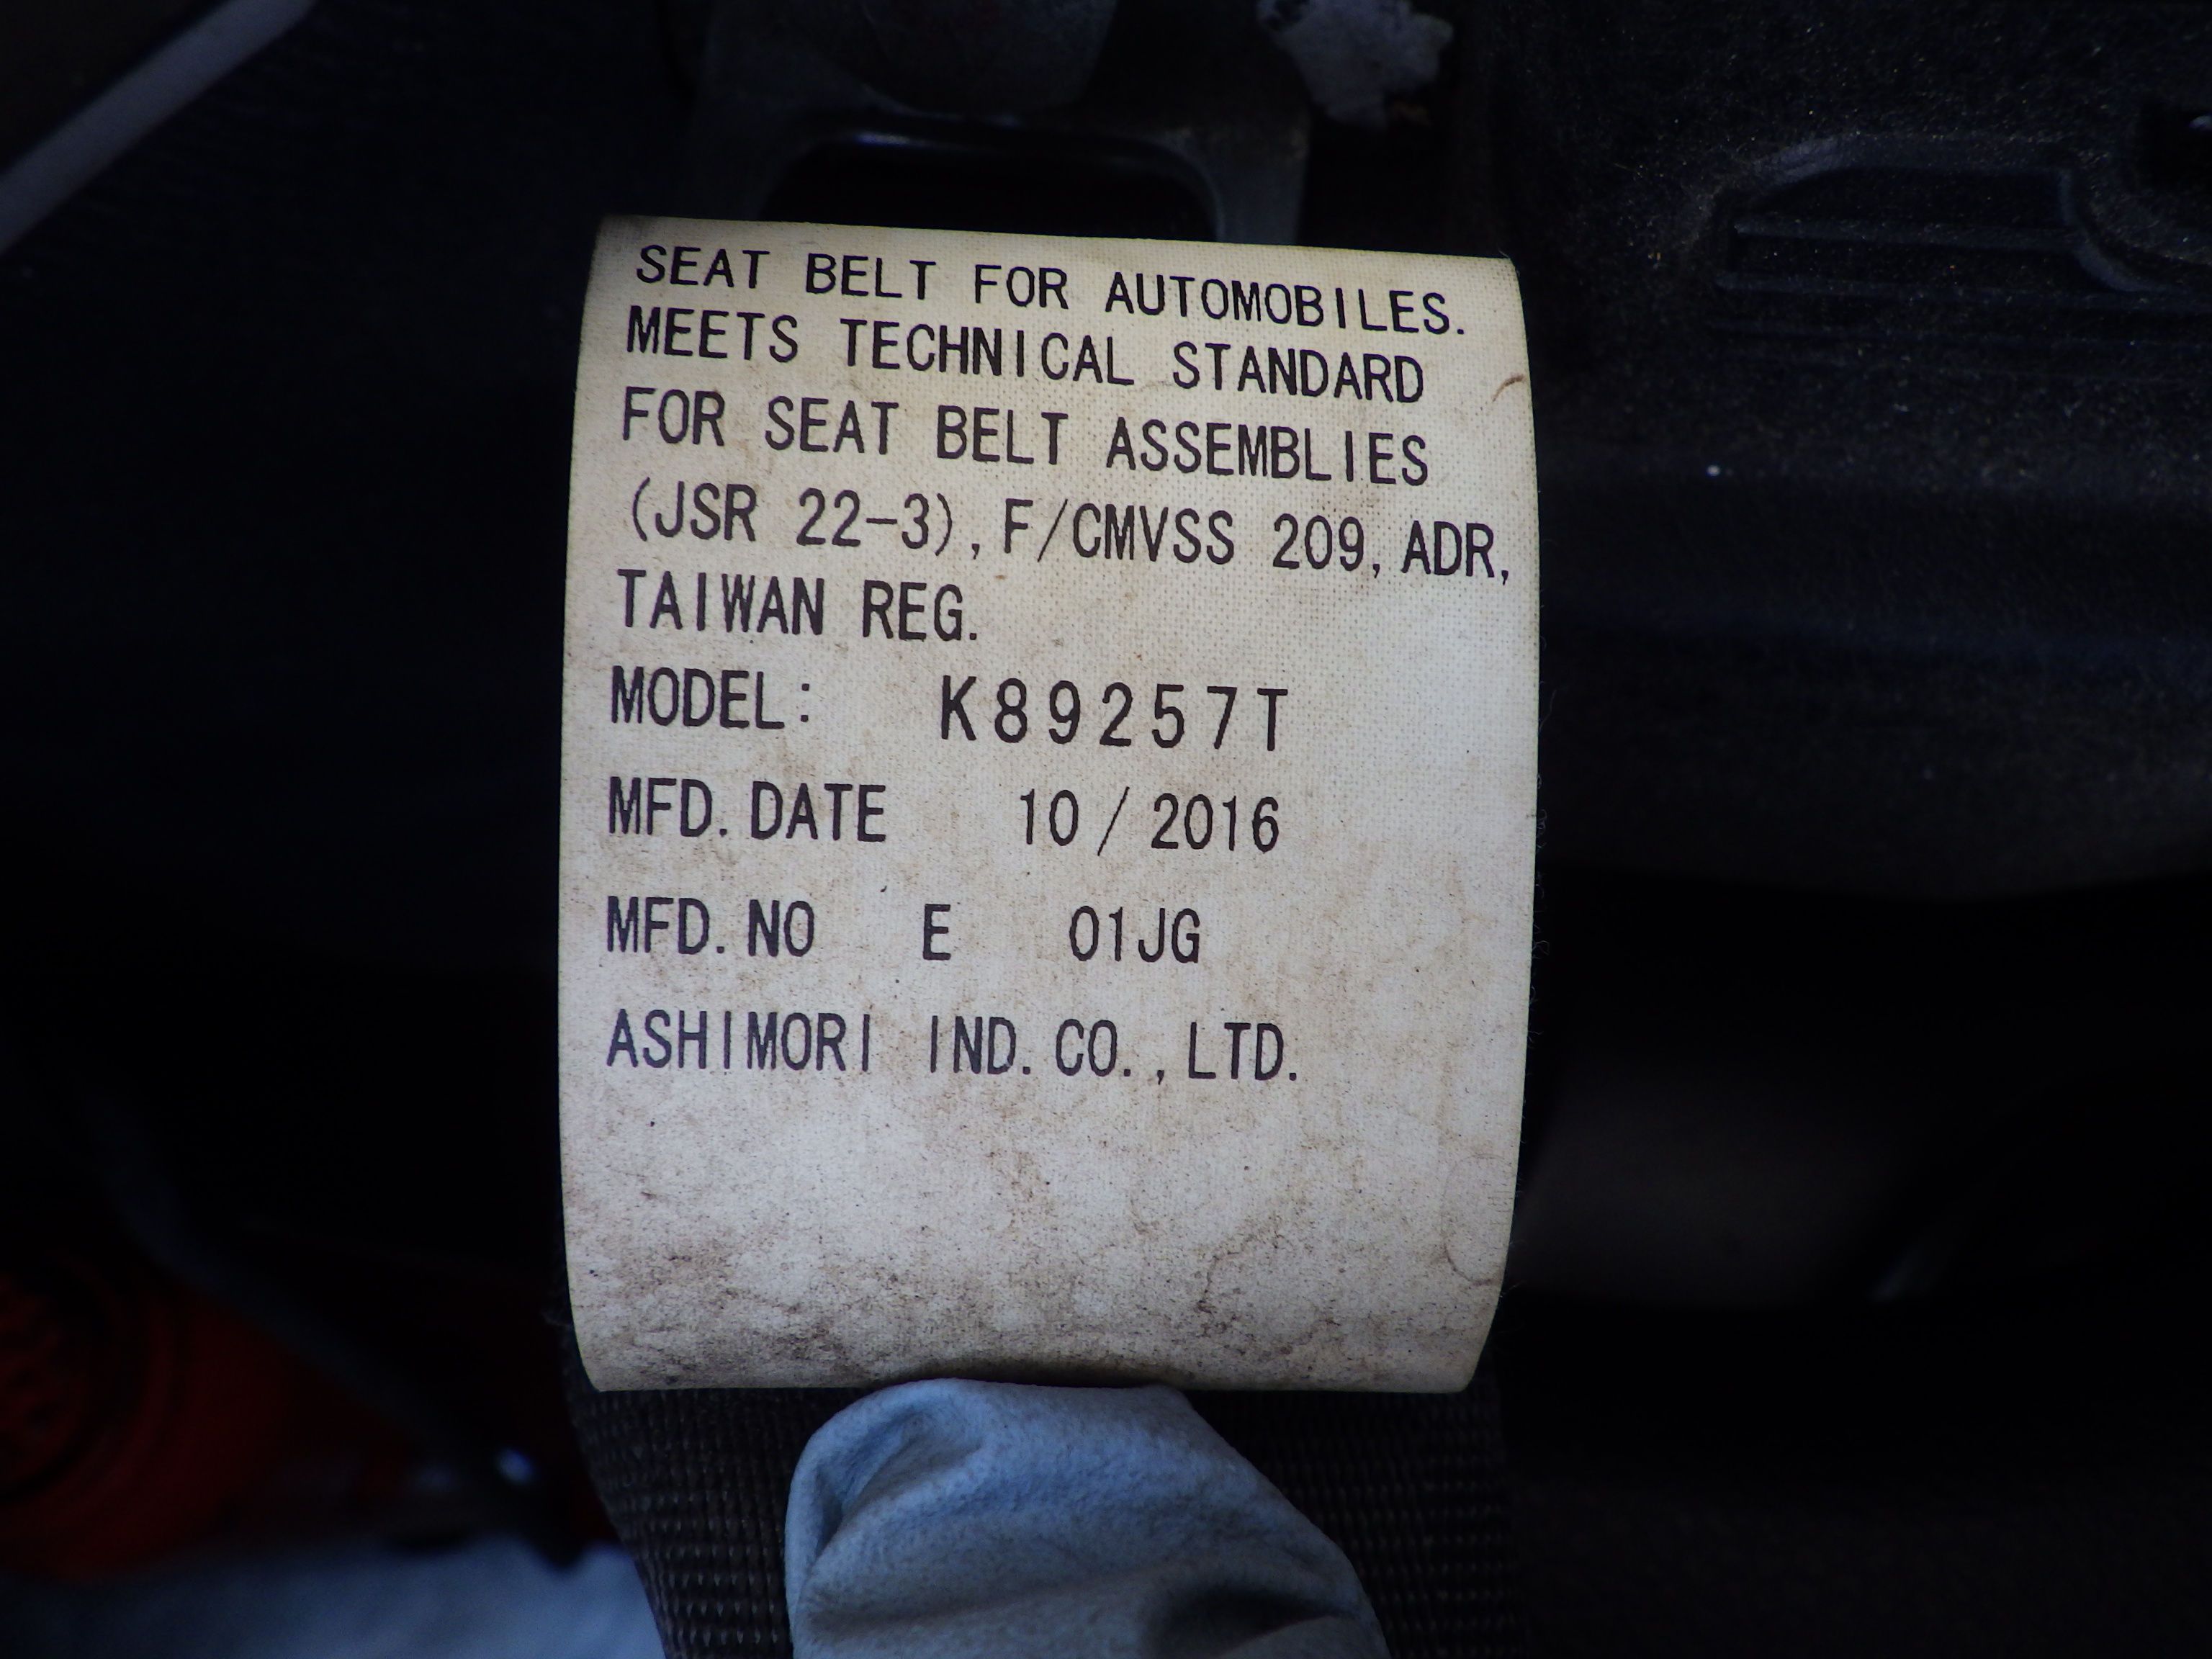 SEAT BELT FOR AUTOMOBILES.
MEETS TECHNICAL STANDARD
FOR SEAT BELT ASSEMBLIES
(JSR 22-3), F/CMVSS 209, ADR,
TAIWAN REG.
MODEL: K89257T
MFD. DATE 10 / 2016
MFD. NO E 01JG
ASHIMORI IND. CO., LTD.